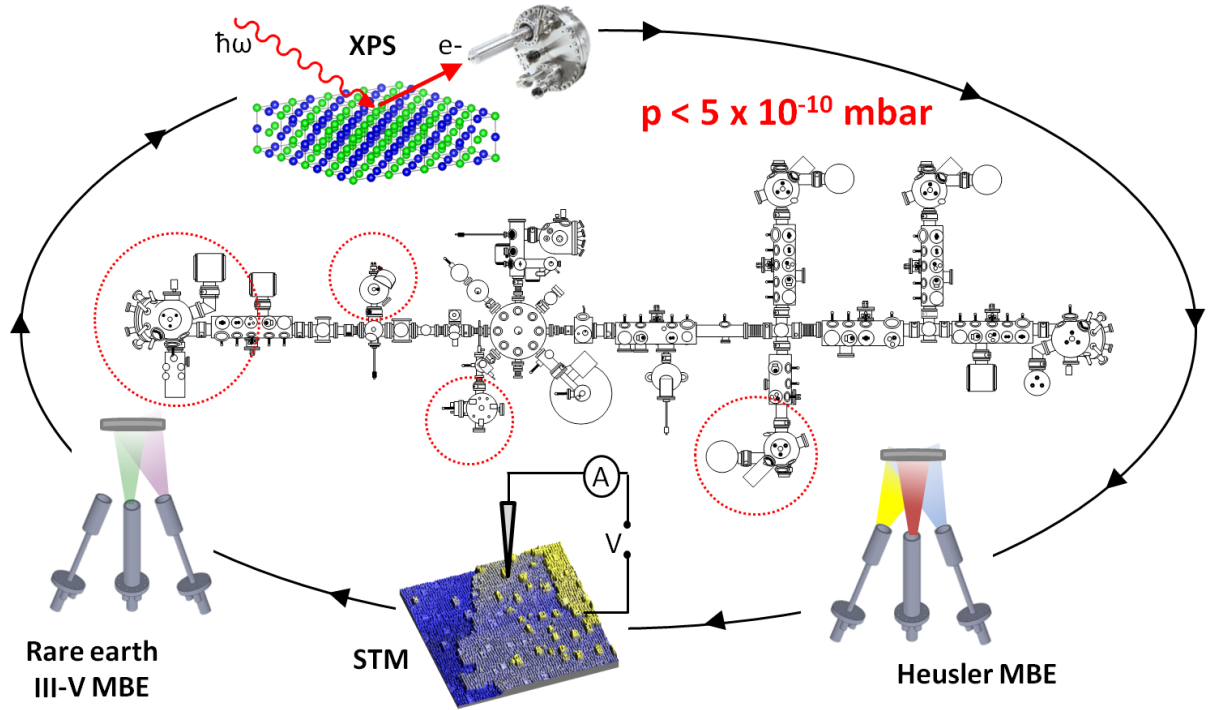 XPS
ħω
e-
p < 5 x 10⁻¹⁰ mbar
A
V
STM
Rare earth
III-V MBE
Heusler MBE